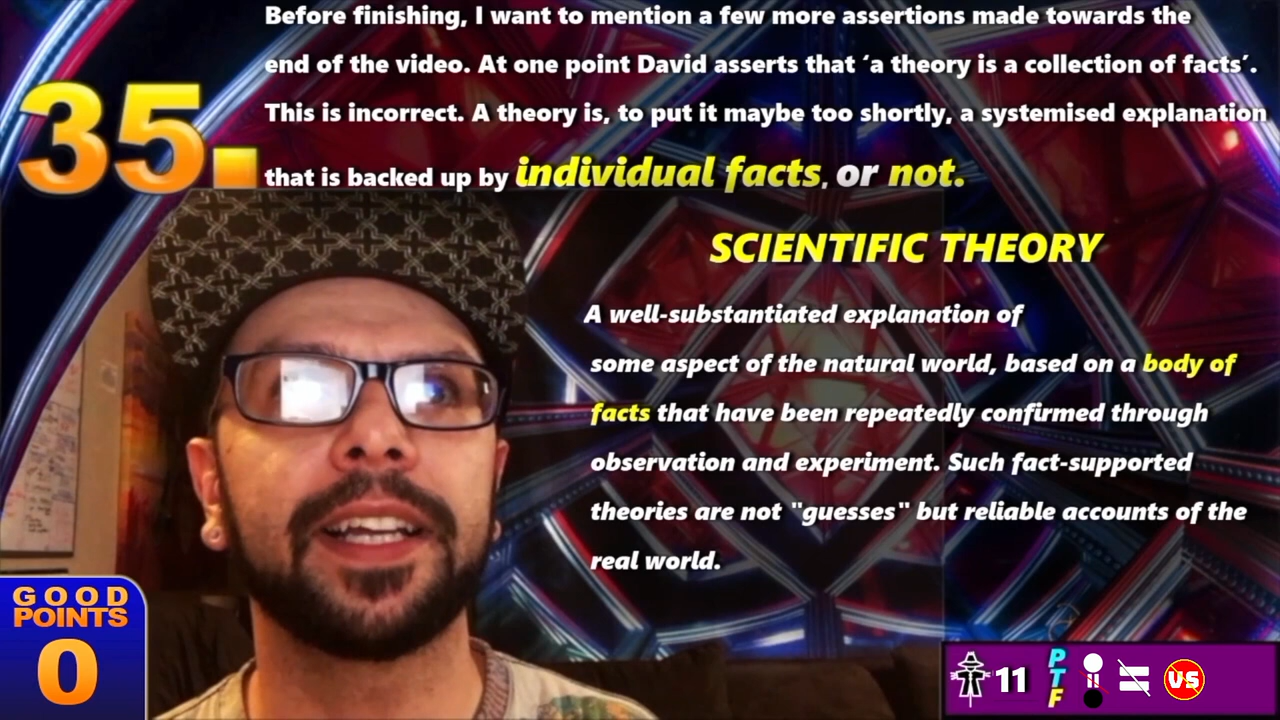 Before finishing, I want to mention a few more assertions made towards the
end of the video. At one point David asserts that ‘a theory is a collection of facts’.
35.
This is incorrect. A theory is, to put it maybe too shortly, a systemised explanation
that is backed up by individual facts, or not.
SCIENTIFIC THEORY
A well-substantiated explanation of
some aspect of the natural world, based on a body of
facts that have been repeatedly confirmed through
observation and experiment. Such fact-supported
theories are not "guesses" but reliable accounts of the
real world.
GOOD
POINTS
0
11
PTF
VS